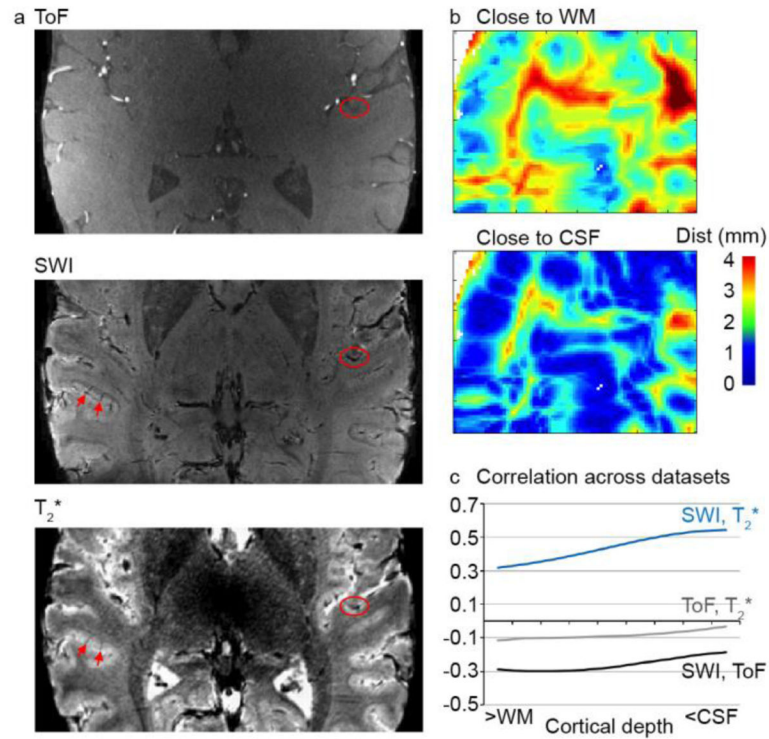 a ToF
SWI
T₂*
b Close to WM
Close to CSF
Dist (mm)
4
3
2
1
0
c Correlation across datasets
0.7
0.5
0.3
0.1
-0.1
-0.3
-0.5
SWI, T₂*
ToF, T₂*
SWI, ToF
>WM
Cortical depth
<CSF